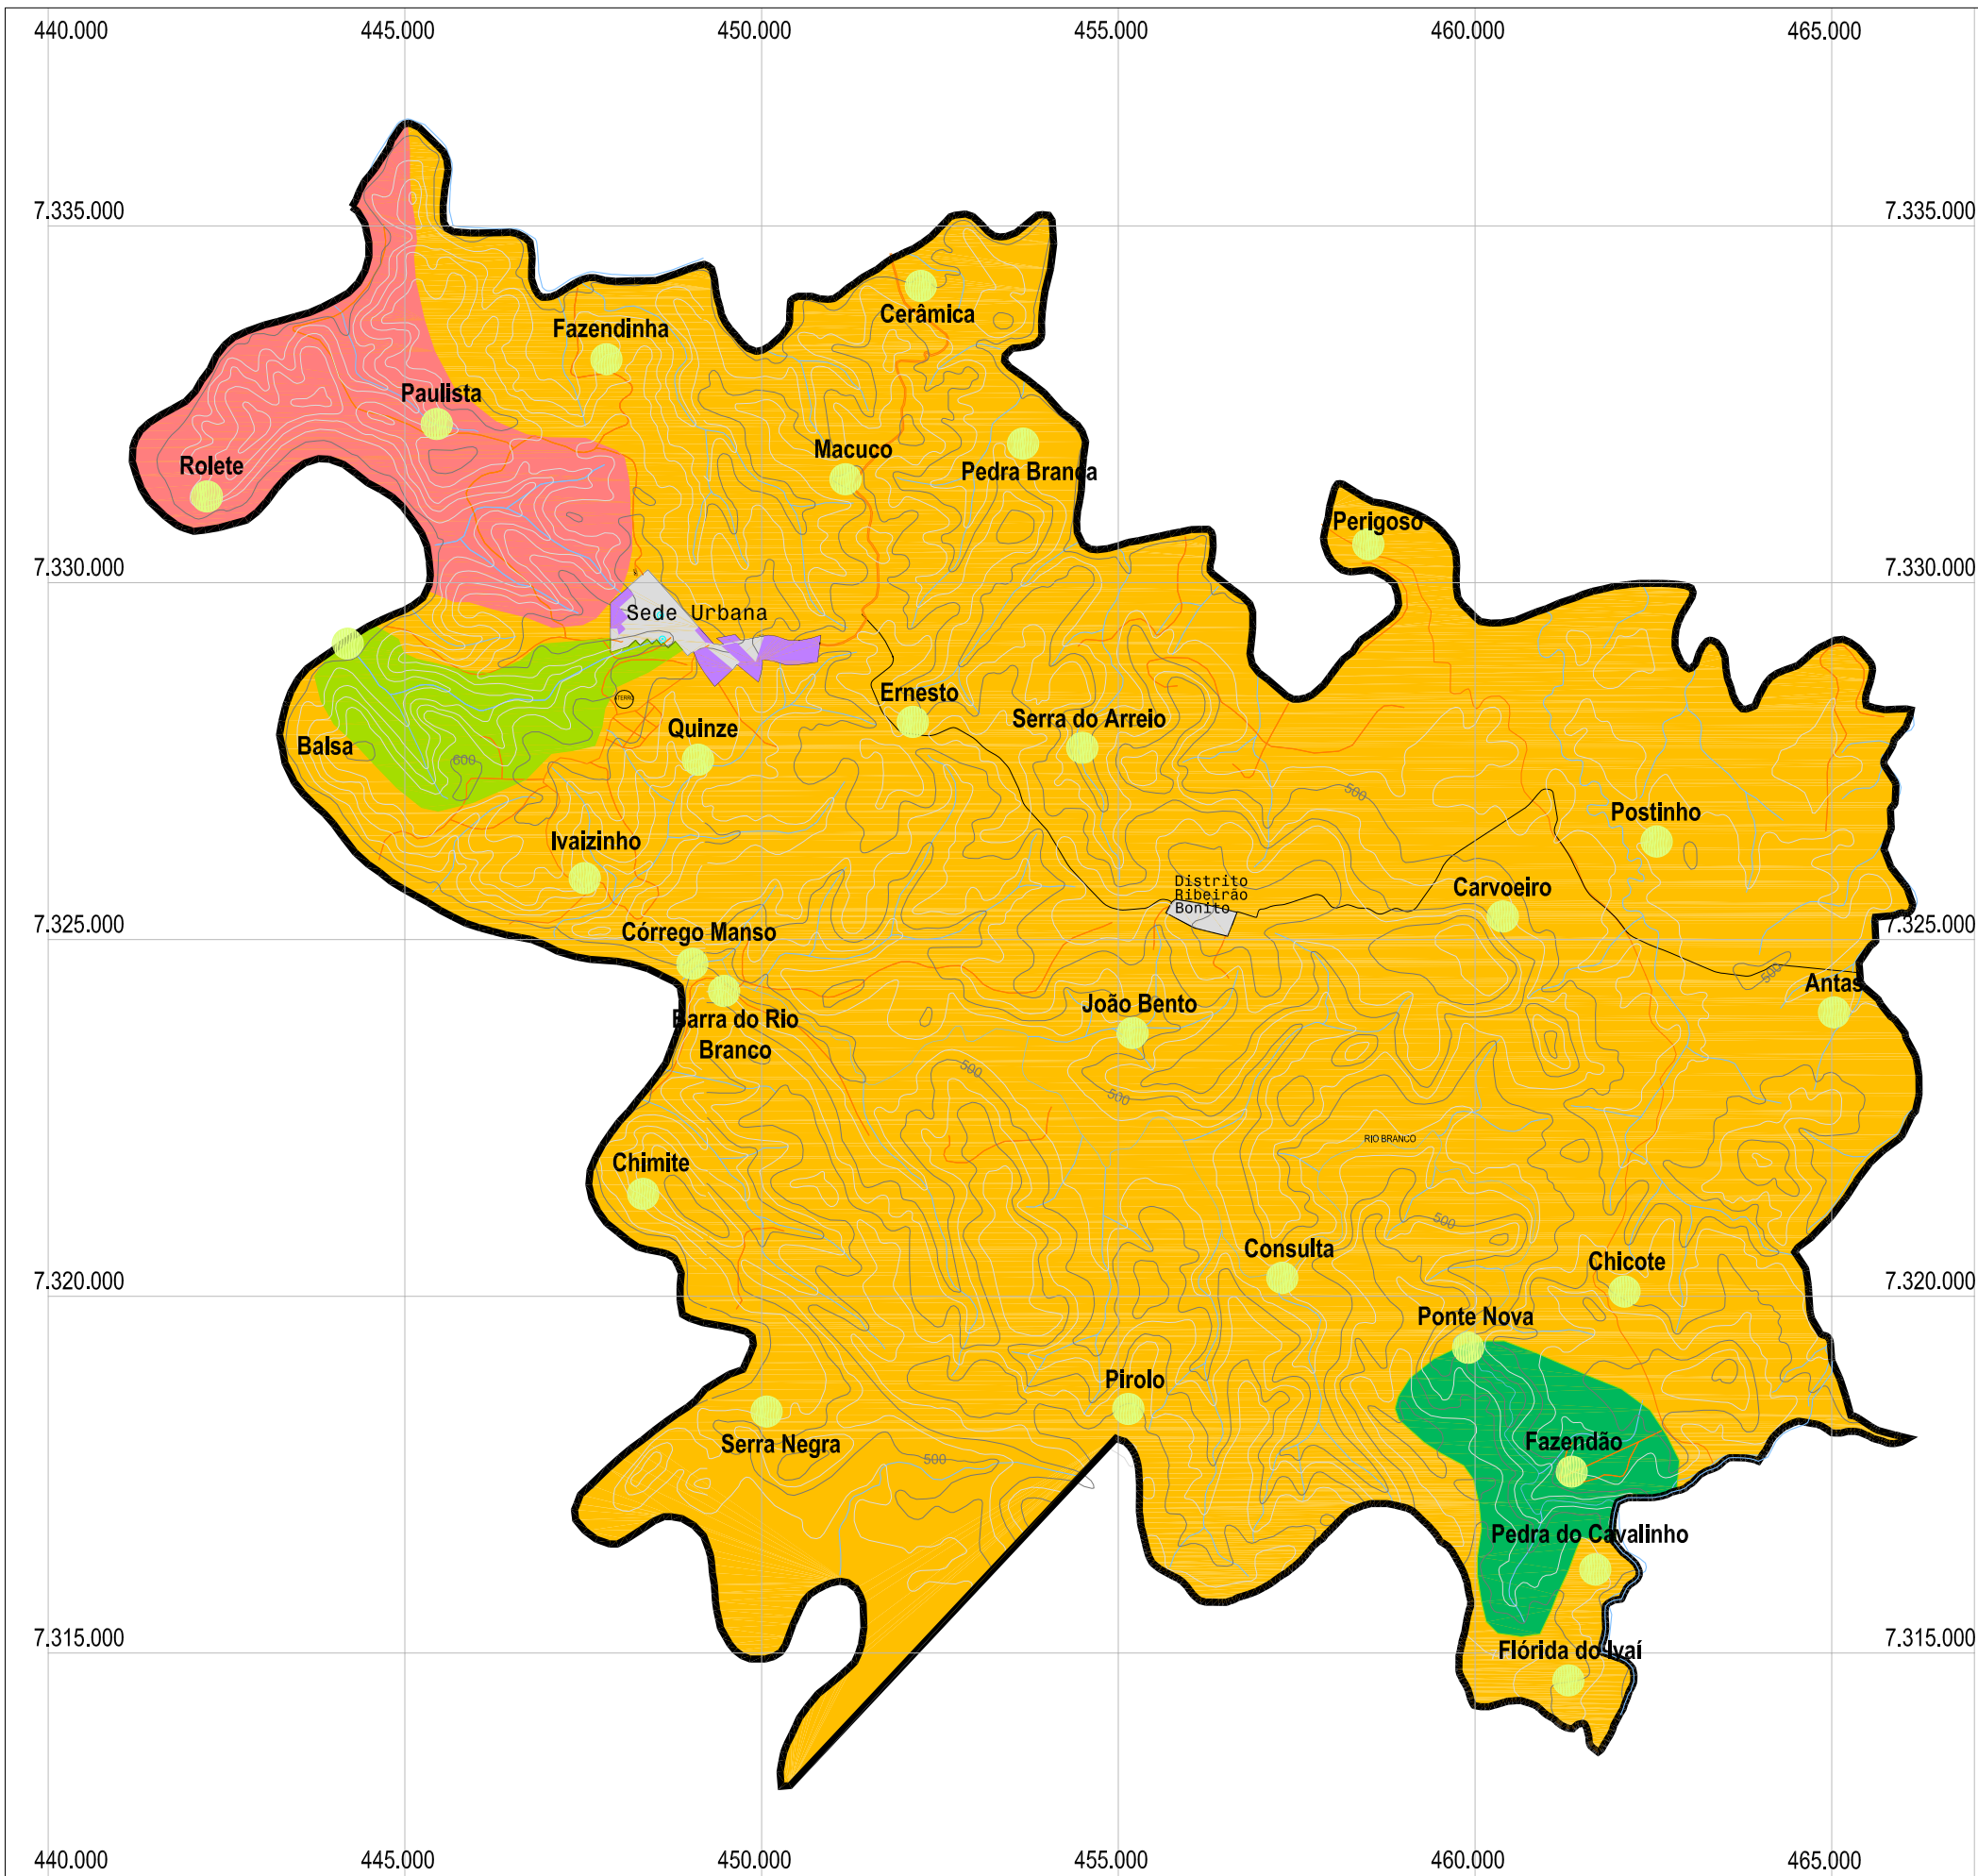 440.000 445.000 450.000 455.000 460.000 465.000
7.335.000 7.335.000
Cerâmica
Fazendinha
Paulista
Macuco
Rolete
Pedra Branca
Perigoso
7.330.000 7.330.000
Sede Urbana
Ernesto
Serra do Arreio
Quinze
Balsa
600
500
Postinho
Ivaizinho
Distrito
Ribeirão
Bonito
Carvoeiro
Córrego Manso
7.325.000 7.325.000
500
Antas
João Bento
Barra do Rio
Branco
500
500
RIO BRANCO
Chimite
500
Consulta
Chicote
7.320.000 7.320.000
Ponte Nova
Pirolo
Serra Negra
Fazendão
500
Pedra do Cavalinho
7.315.000 7.315.000
Flórida do Ivaí
440.000 445.000 450.000 455.000 460.000 465.000